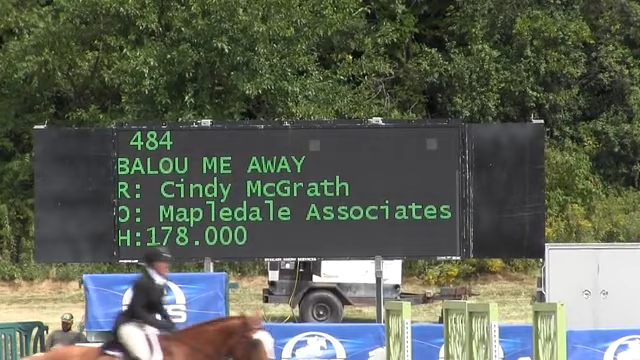 484
BALOU ME AWAY
R: Cindy McGrath
O: Mapledale Associates
H:178.000